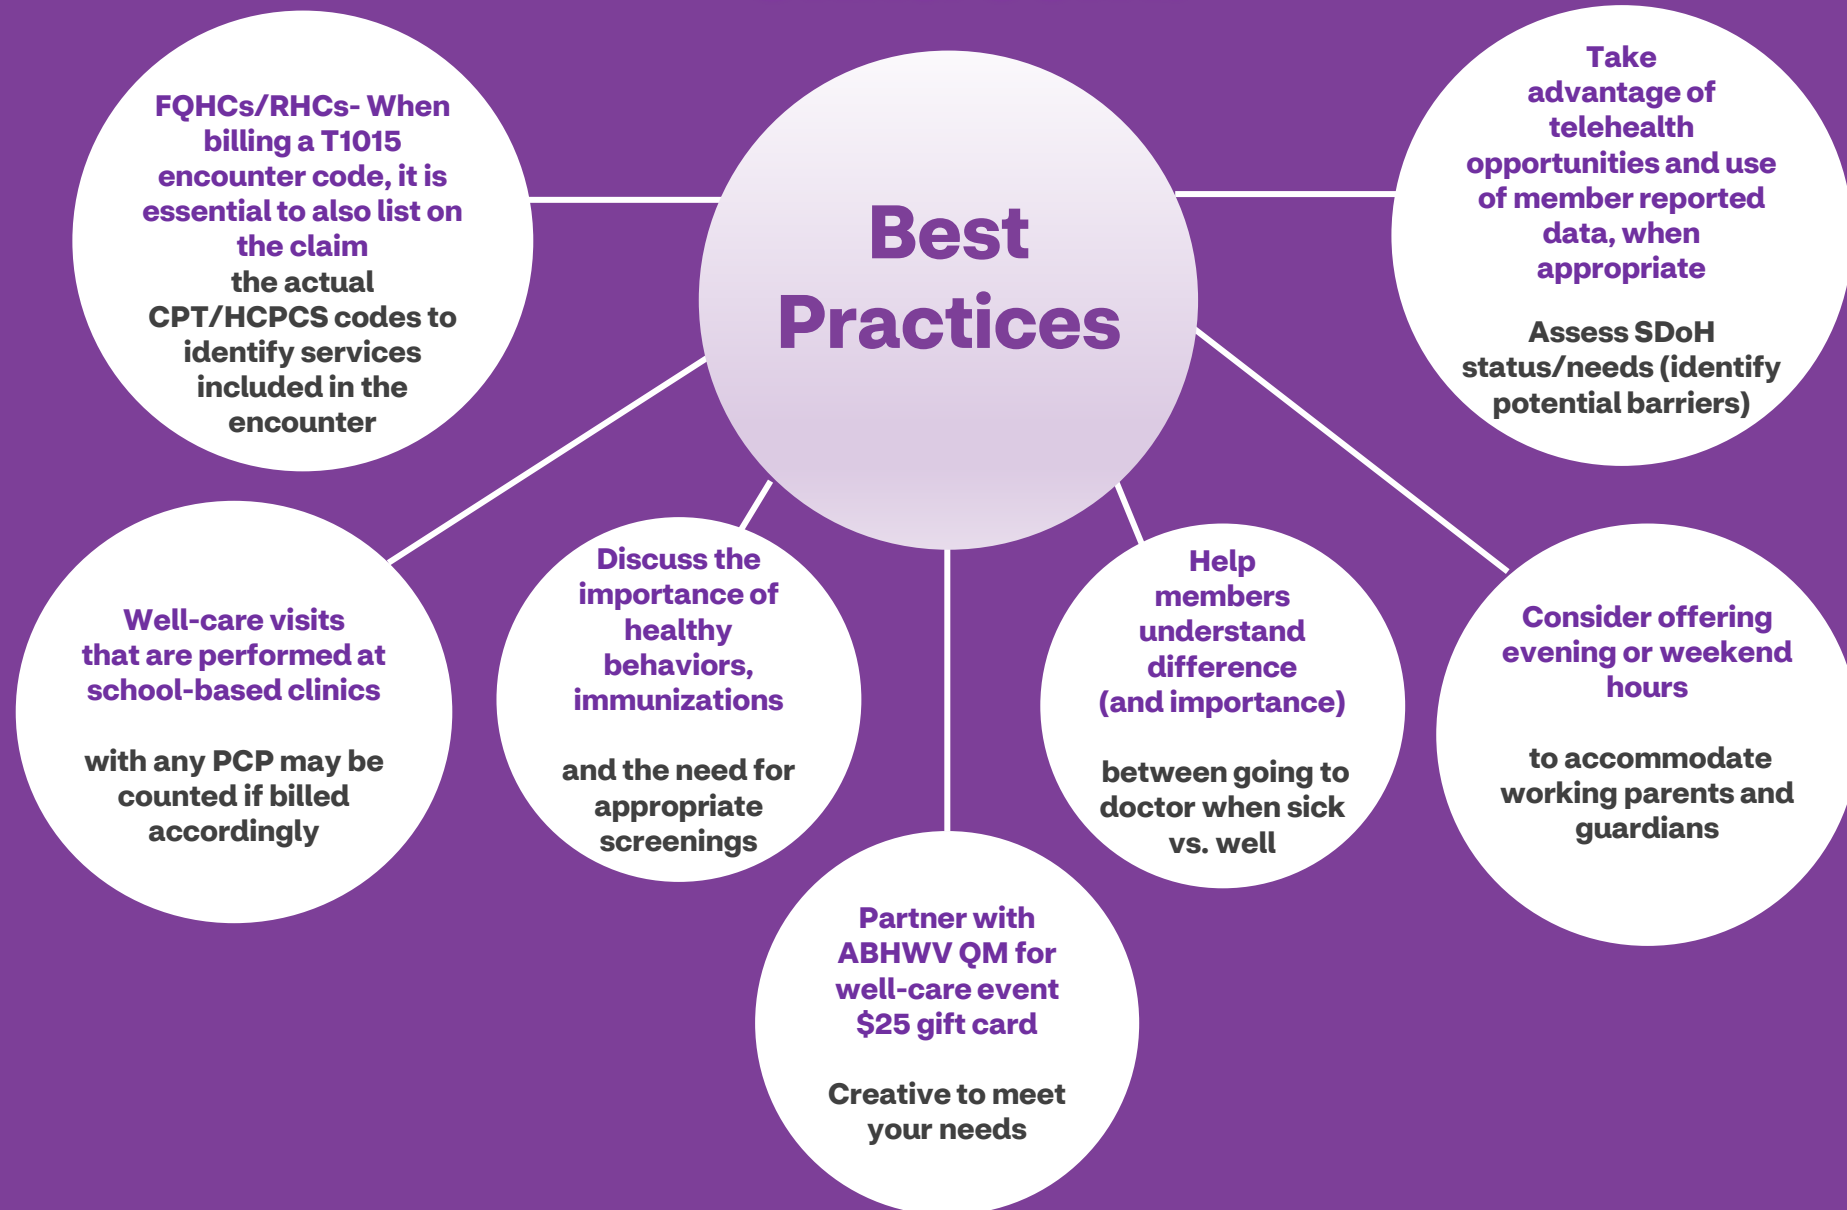 Best
Practices
FQHCs/RHCs- When
billing a T1015
encounter code, it is
essential to also list on
the claim
the actual
CPT/HCPCS codes to
identify services
included in the
encounter
Take
advantage of
telehealth
opportunities and use
of member reported
data, when
appropriate
Assess SDoH
status/needs (identify
potential barriers)
Well-care visits
that are performed at
school-based clinics
with any PCP may be
counted if billed
accordingly
Discuss the
importance of
healthy
behaviors,
immunizations
and the need for
appropriate
screenings
Partner with
ABHWV QM for
well-care event
$25 gift card
Creative to meet
your needs
Help
members
understand
difference
(and importance)
between going to
doctor when sick
vs. well
Consider offering
evening or weekend
hours
to accommodate
working parents and
guardians